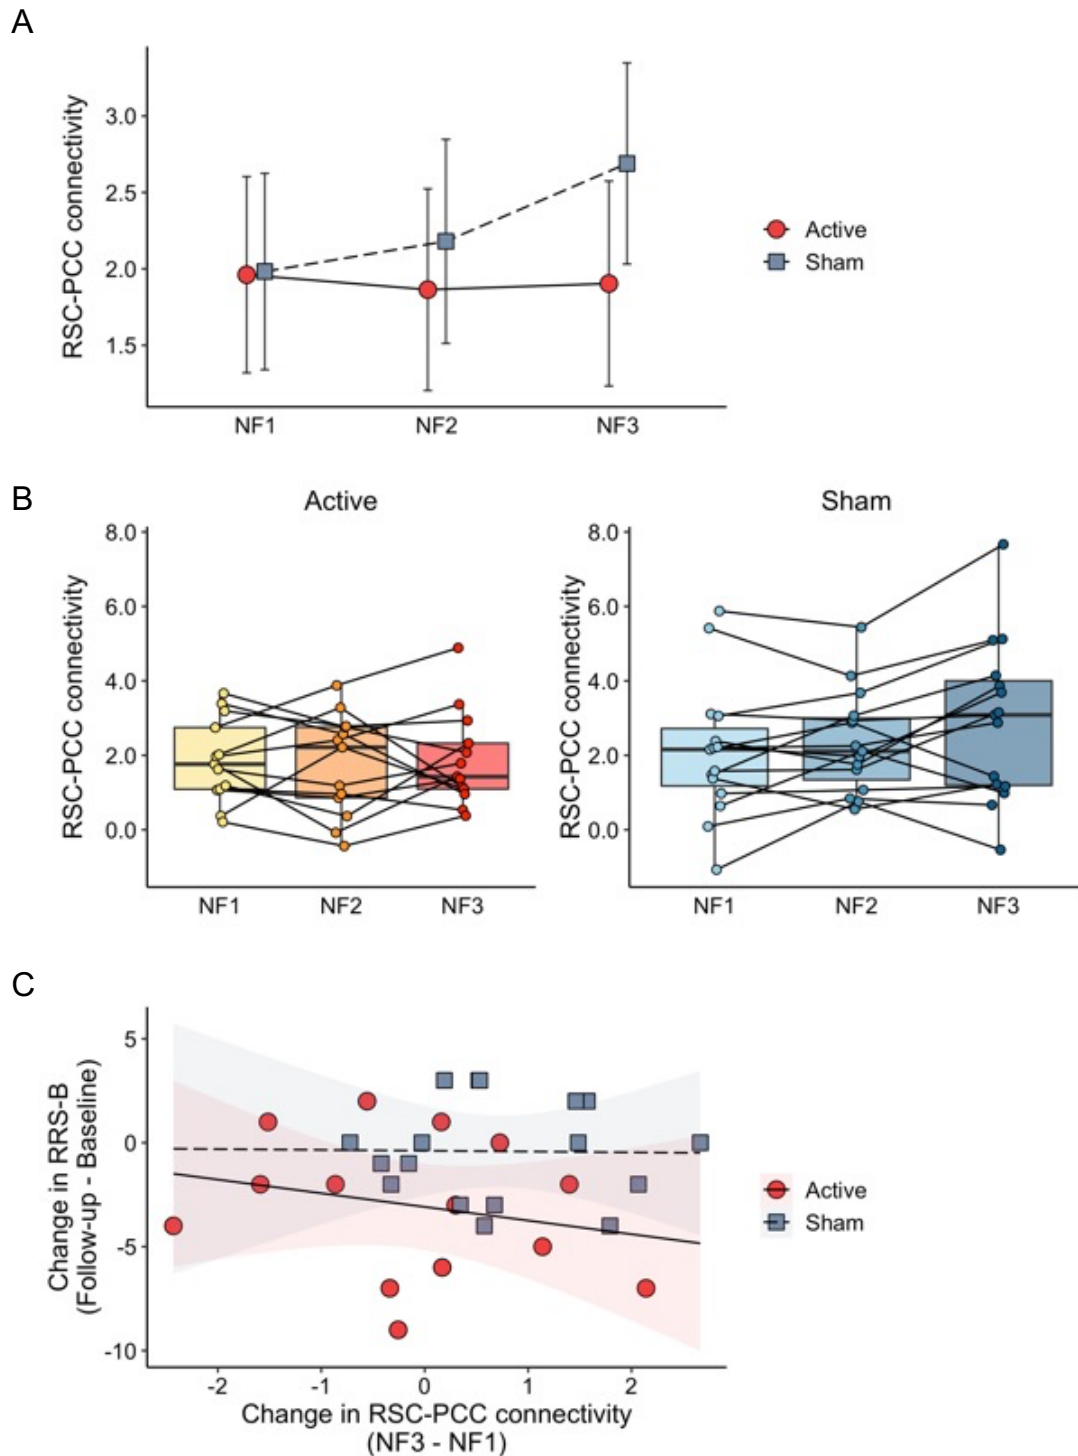 A
RSC-PCC connectivity
3.0
2.5
2.0
1.5
NF1 NF2 NF3
Active
Sham
B
Active
RSC-PCC connectivity
8.0
6.0
4.0
2.0
0.0
NF1 NF2 NF3
Sham
RSC-PCC connectivity
8.0
6.0
4.0
2.0
0.0
NF1 NF2 NF3
C
Change in RRS-B
(Follow-up - Baseline)
5
0
-5
-10
-2 -1 0 1 2
Change in RSC-PCC connectivity
(NF3 - NF1)
Active
Sham